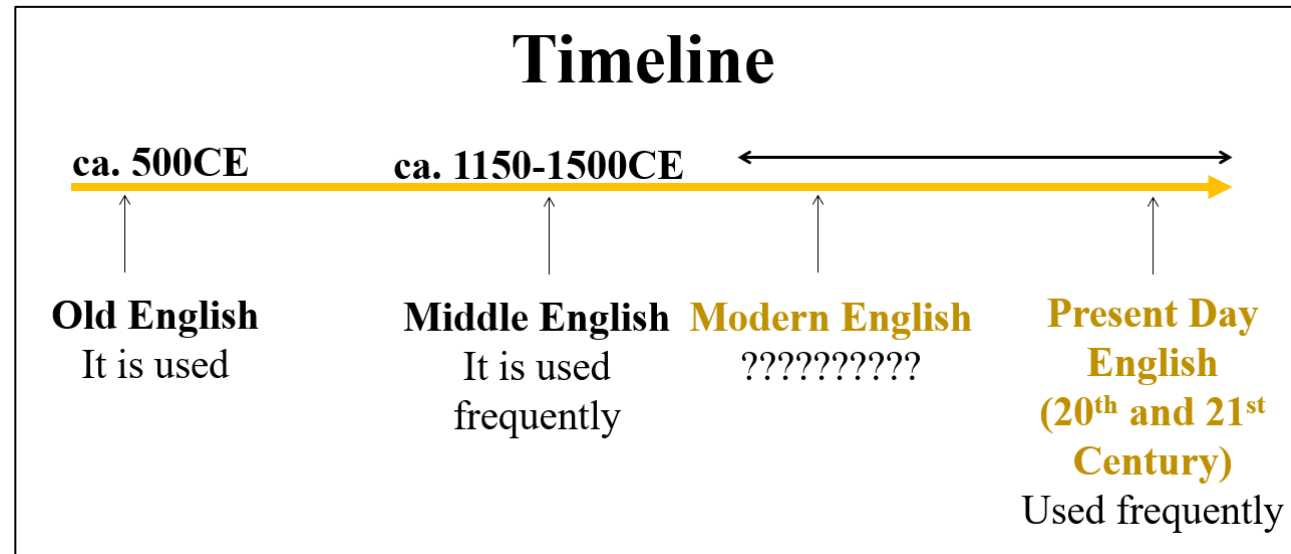 Timeline
ca. 500CE
ca. 1150-1500CE
Old English
It is used
Middle English
It is used
frequently
Modern English
??????????
Present Day
English
(20th and 21st
Century)
Used frequently